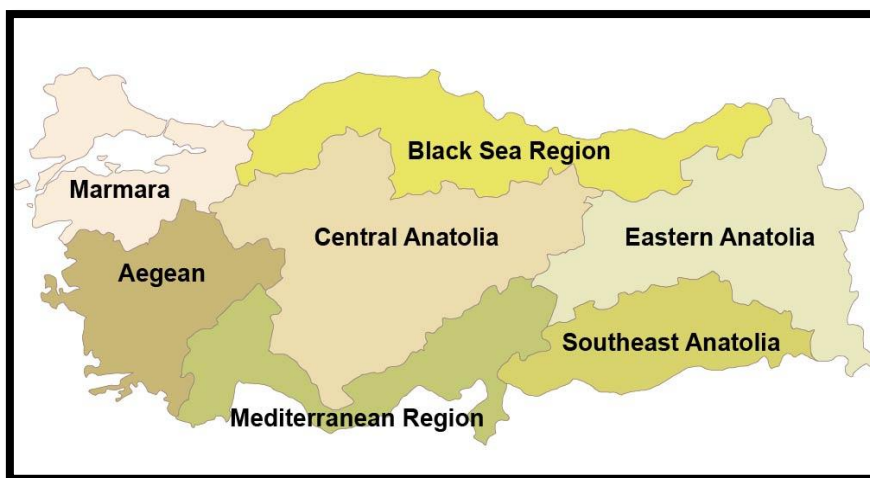 Black Sea Region
Marmara
Central Anatolia
Eastern Anatolia
Aegean
Southeast Anatolia
Mediterranean Region